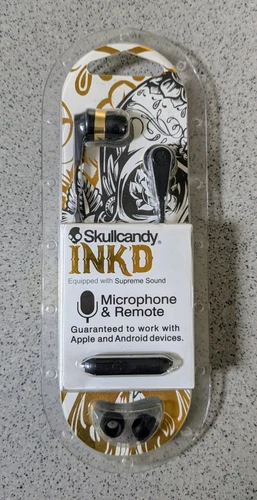 Skullcandy®
INK'D
Equipped with Supreme Sound
Microphone
& Remote
Guaranteed to work with
Apple and Android devices.